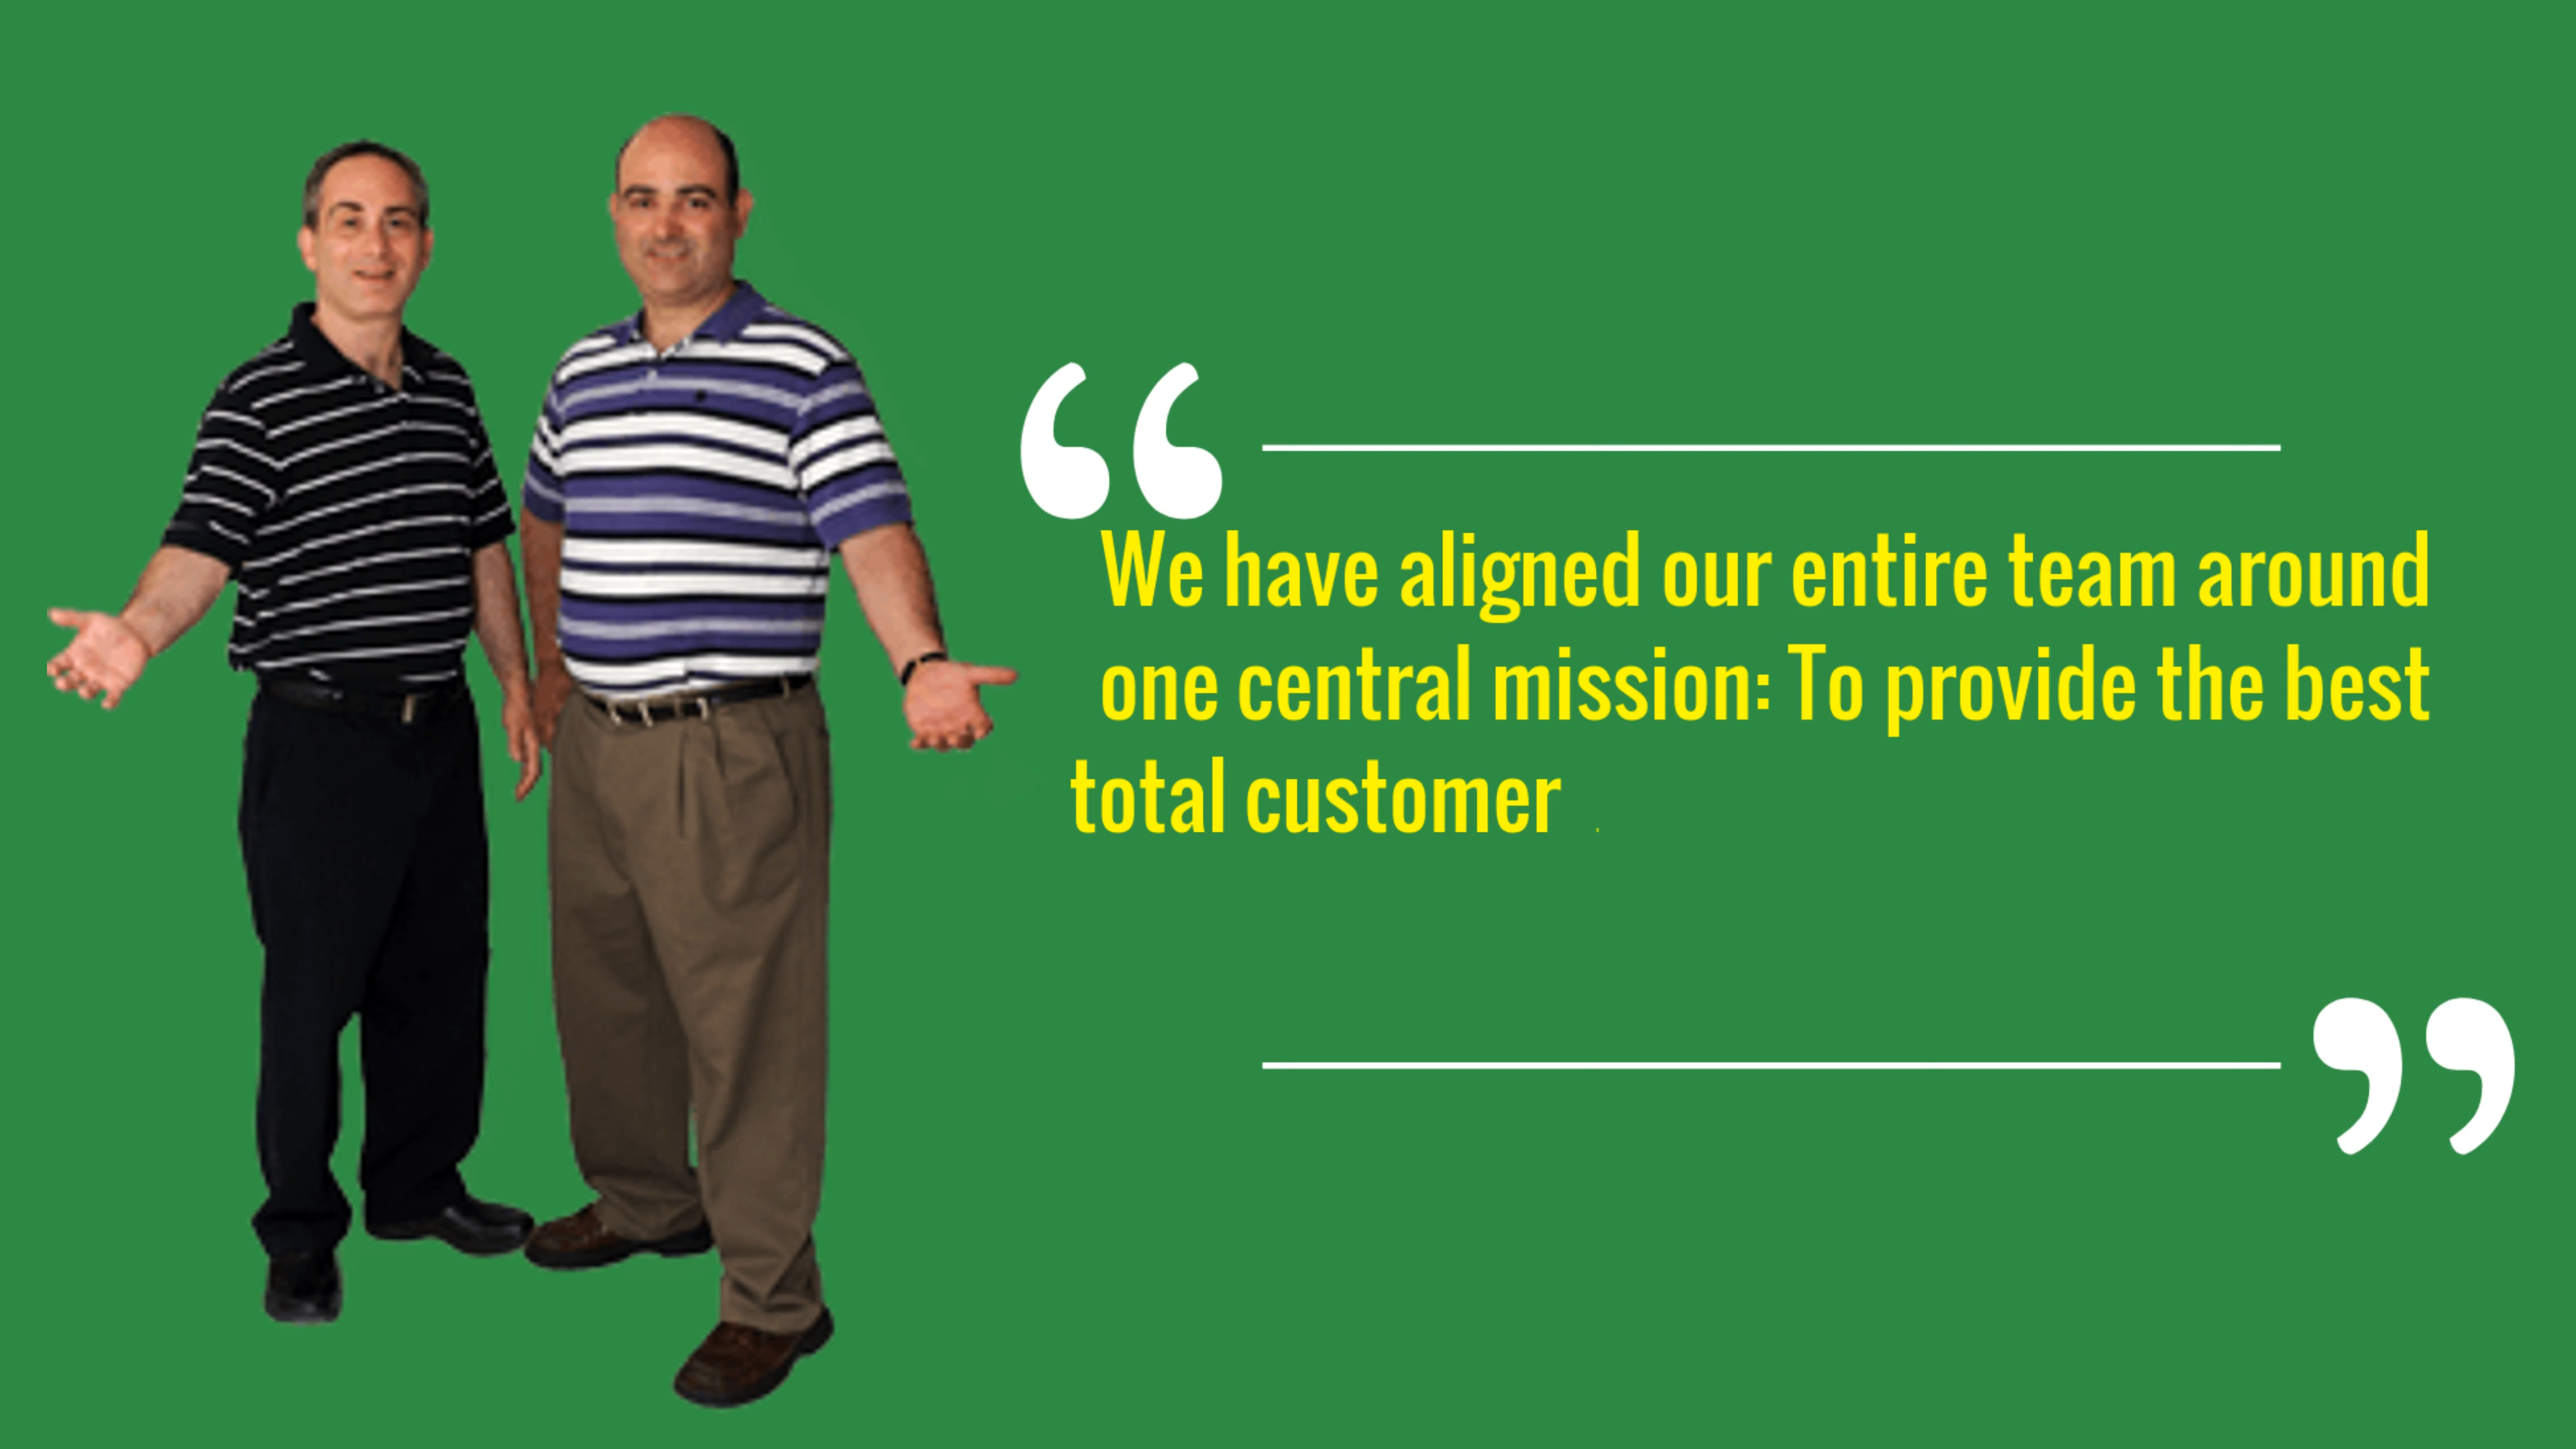 “
We have aligned our entire team around
one central mission: To provide the best
total customer .
”